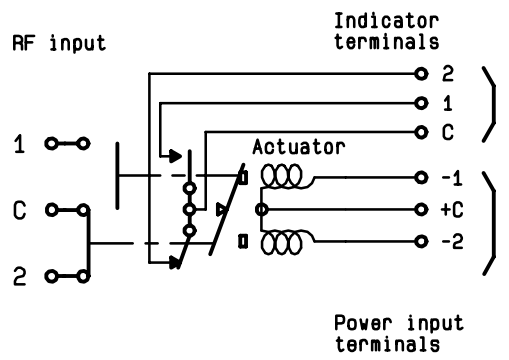 Indicator
terminals
RF input
2
1
C
1
Actuator
-1
C
+C
-2
2
Power input
terminals